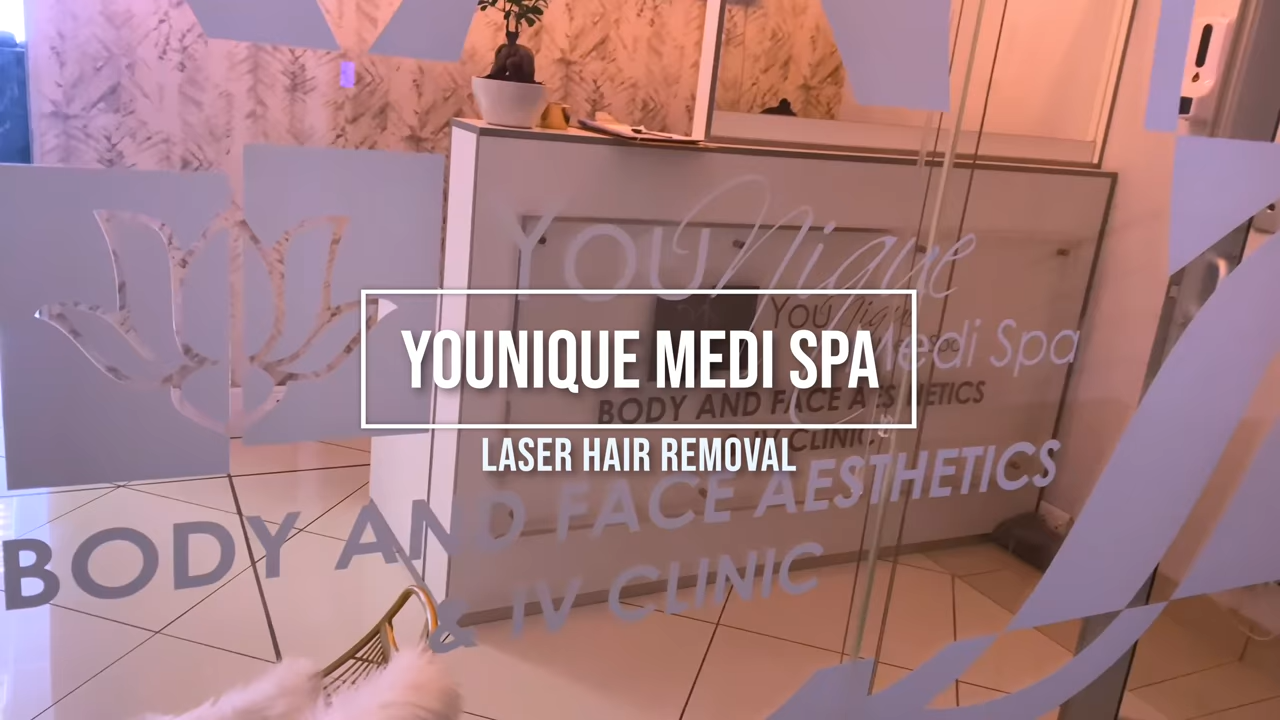 YOUNique
Medi Spa
YOUNique
YOUNIQUE MEDI SPA
BODY AND FACE AESTHETICS
& IV CLINIC
LASER HAIR REMOVAL
BODY AND FACE AESTHETICS
& IV CLINIC